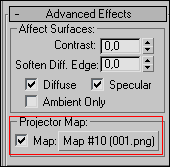 - Advanced Effects
Affect Surfaces:
Contrast: 0,0
Soften Diff. Edge: 0,0
Diffuse Specular
Ambient Only
Projector Map:
Map: Map #10 (001.png)